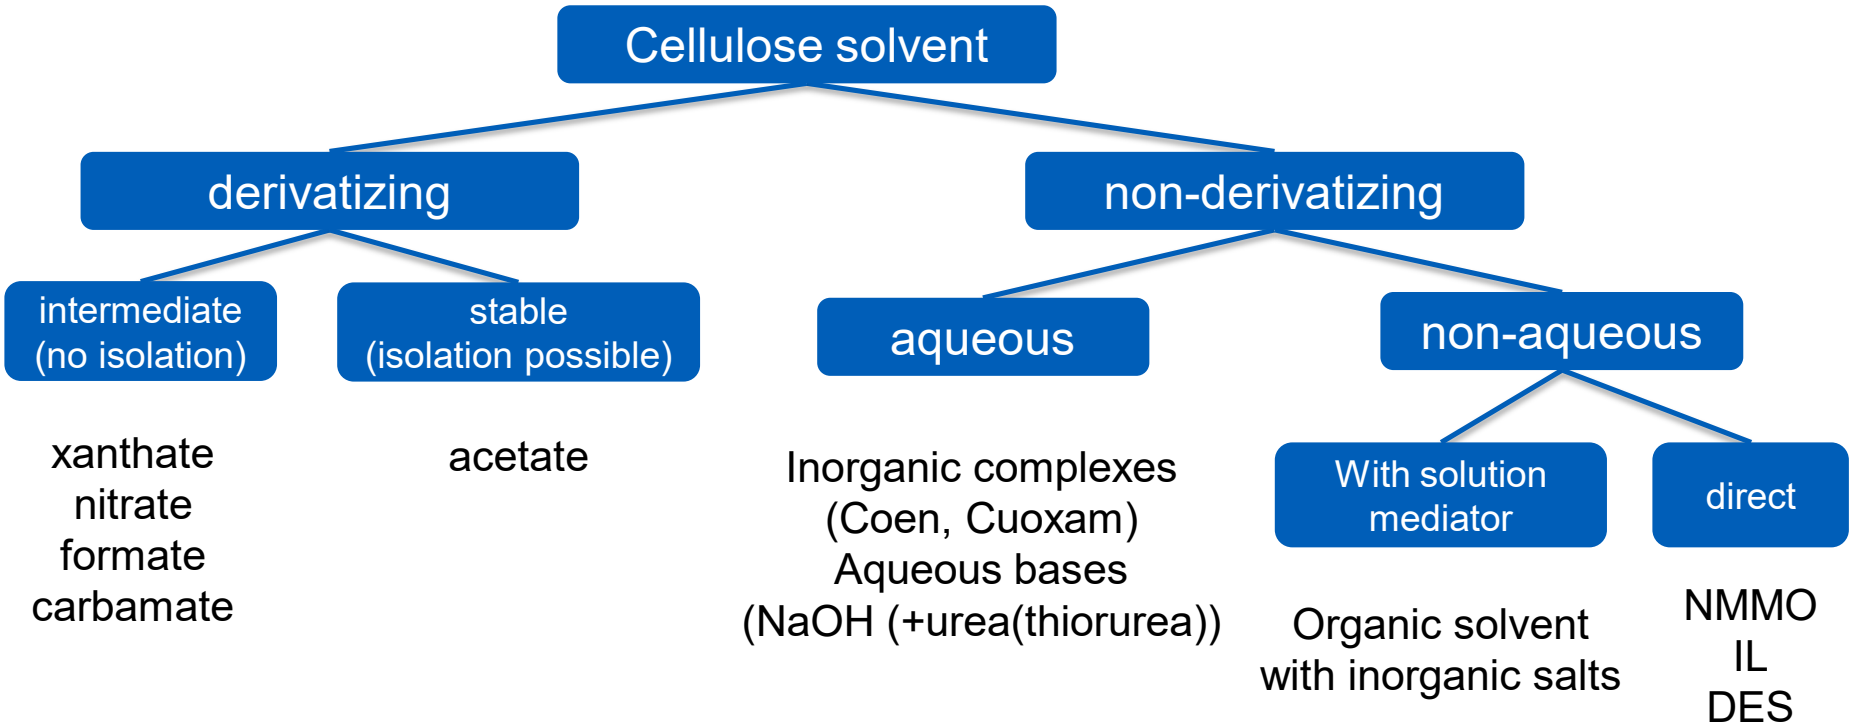 Cellulose solvent
derivatizing
non-derivatizing
intermediate
(no isolation)
stable
(isolation possible)
aqueous
non-aqueous
xanthate
nitrate
formate
carbamate
acetate
Inorganic complexes
(Coen, Cuoxam)
Aqueous bases
(NaOH (+urea(thiorurea))
With solution
mediator
direct
Organic solvent
with inorganic salts
NMMO
IL
DES